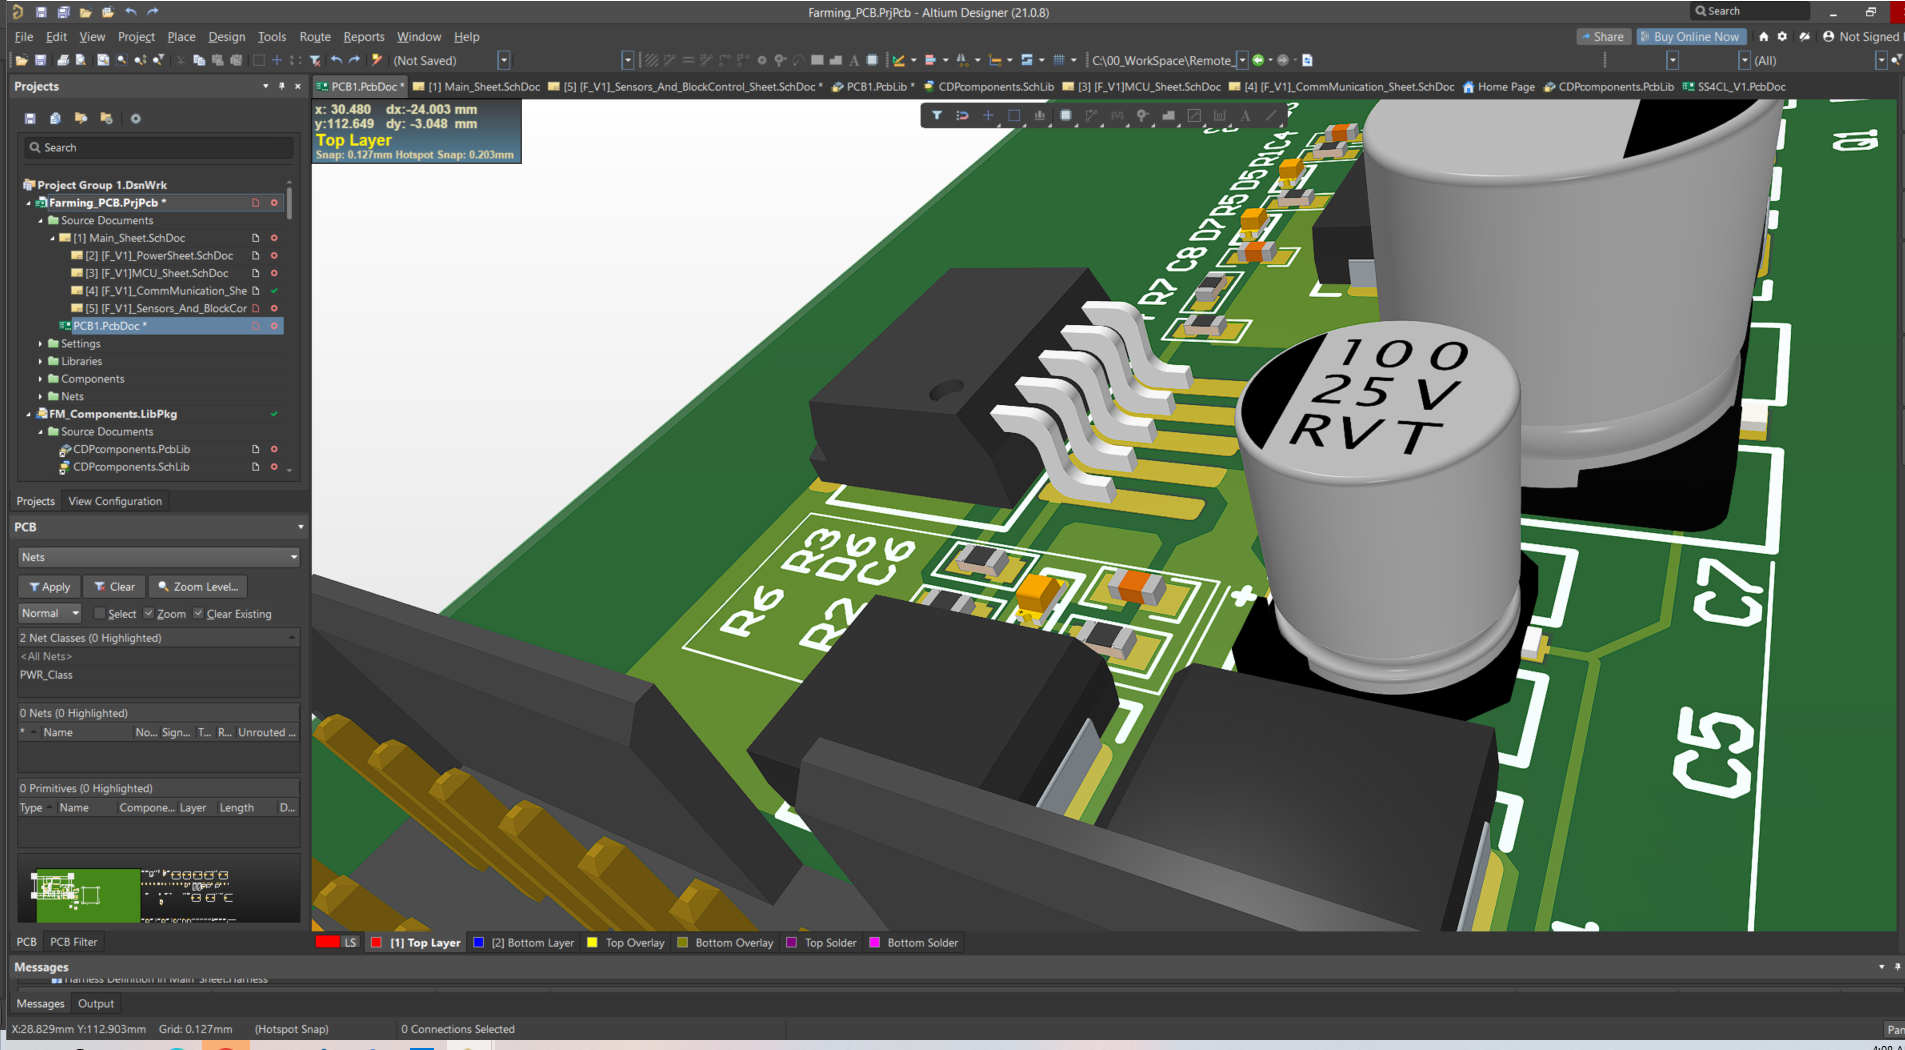 Farming_PCB.PrjPcb - Altium Designer (21.0.8)
Search
File Edit View Project Place Design Tools Route Reports Window Help
Share Buy Online Now Not Signed
(Not Saved)
C:\00_WorkSpace\Remote_
(All)
Projects
PCB1.PcbDoc * [1] Main_Sheet.SchDoc [5] [F_V1]_Sensors_And_BlockControl_Sheet.SchDoc * PCB1.PcbLib * CDPcomponents.SchLib [3] [F_V1]MCU_Sheet.SchDoc [4] [F_V1]_CommMunication_Sheet.SchDoc Home Page CDPcomponents.PcbLib SS4CL_V1.PcbDoc
x: 30.480 dx:-24.003 mm
y:112.649 dy: -3.048 mm
Top Layer
Snap: 0.127mm Hotspot Snap: 0.203mm
Search
Project Group 1.DsnWrk
Farming_PCB.PrjPcb *
Source Documents
[1] Main_Sheet.SchDoc
[2] [F_V1]_PowerSheet.SchDoc
[3] [F_V1]MCU_Sheet.SchDoc
[4] [F_V1]_CommMunication_She
[5] [F_V1]_Sensors_And_BlockCor
PCB1.PcbDoc *
Settings
Libraries
Components
Nets
FM_Components.LibPkg
Source Documents
CDPcomponents.PcbLib
CDPcomponents.SchLib
Projects View Configuration
PCB
Nets
Apply Clear Zoom Level...
Normal Select Zoom Clear Existing
2 Net Classes (0 Highlighted)
<All Nets>
PWR_Class
0 Nets (0 Highlighted)
* Name No... Sign... T... R... Unrouted ...
0 Primitives (0 Highlighted)
Type Name Compone... Layer Length D...
PCB PCB Filter
Q1
R7 C8 D7 R5 D5 R1 C4
100
25 V
RVT
R3
D6
C6
R6
R2
+
C7
C5
LS [1] Top Layer [2] Bottom Layer Top Overlay Bottom Overlay Top Solder Bottom Solder
Messages
Harness Definition in Main_Sheet.Harness
Messages Output
X:28.829mm Y:112.903mm Grid: 0.127mm (Hotspot Snap) 0 Connections Selected
Pan